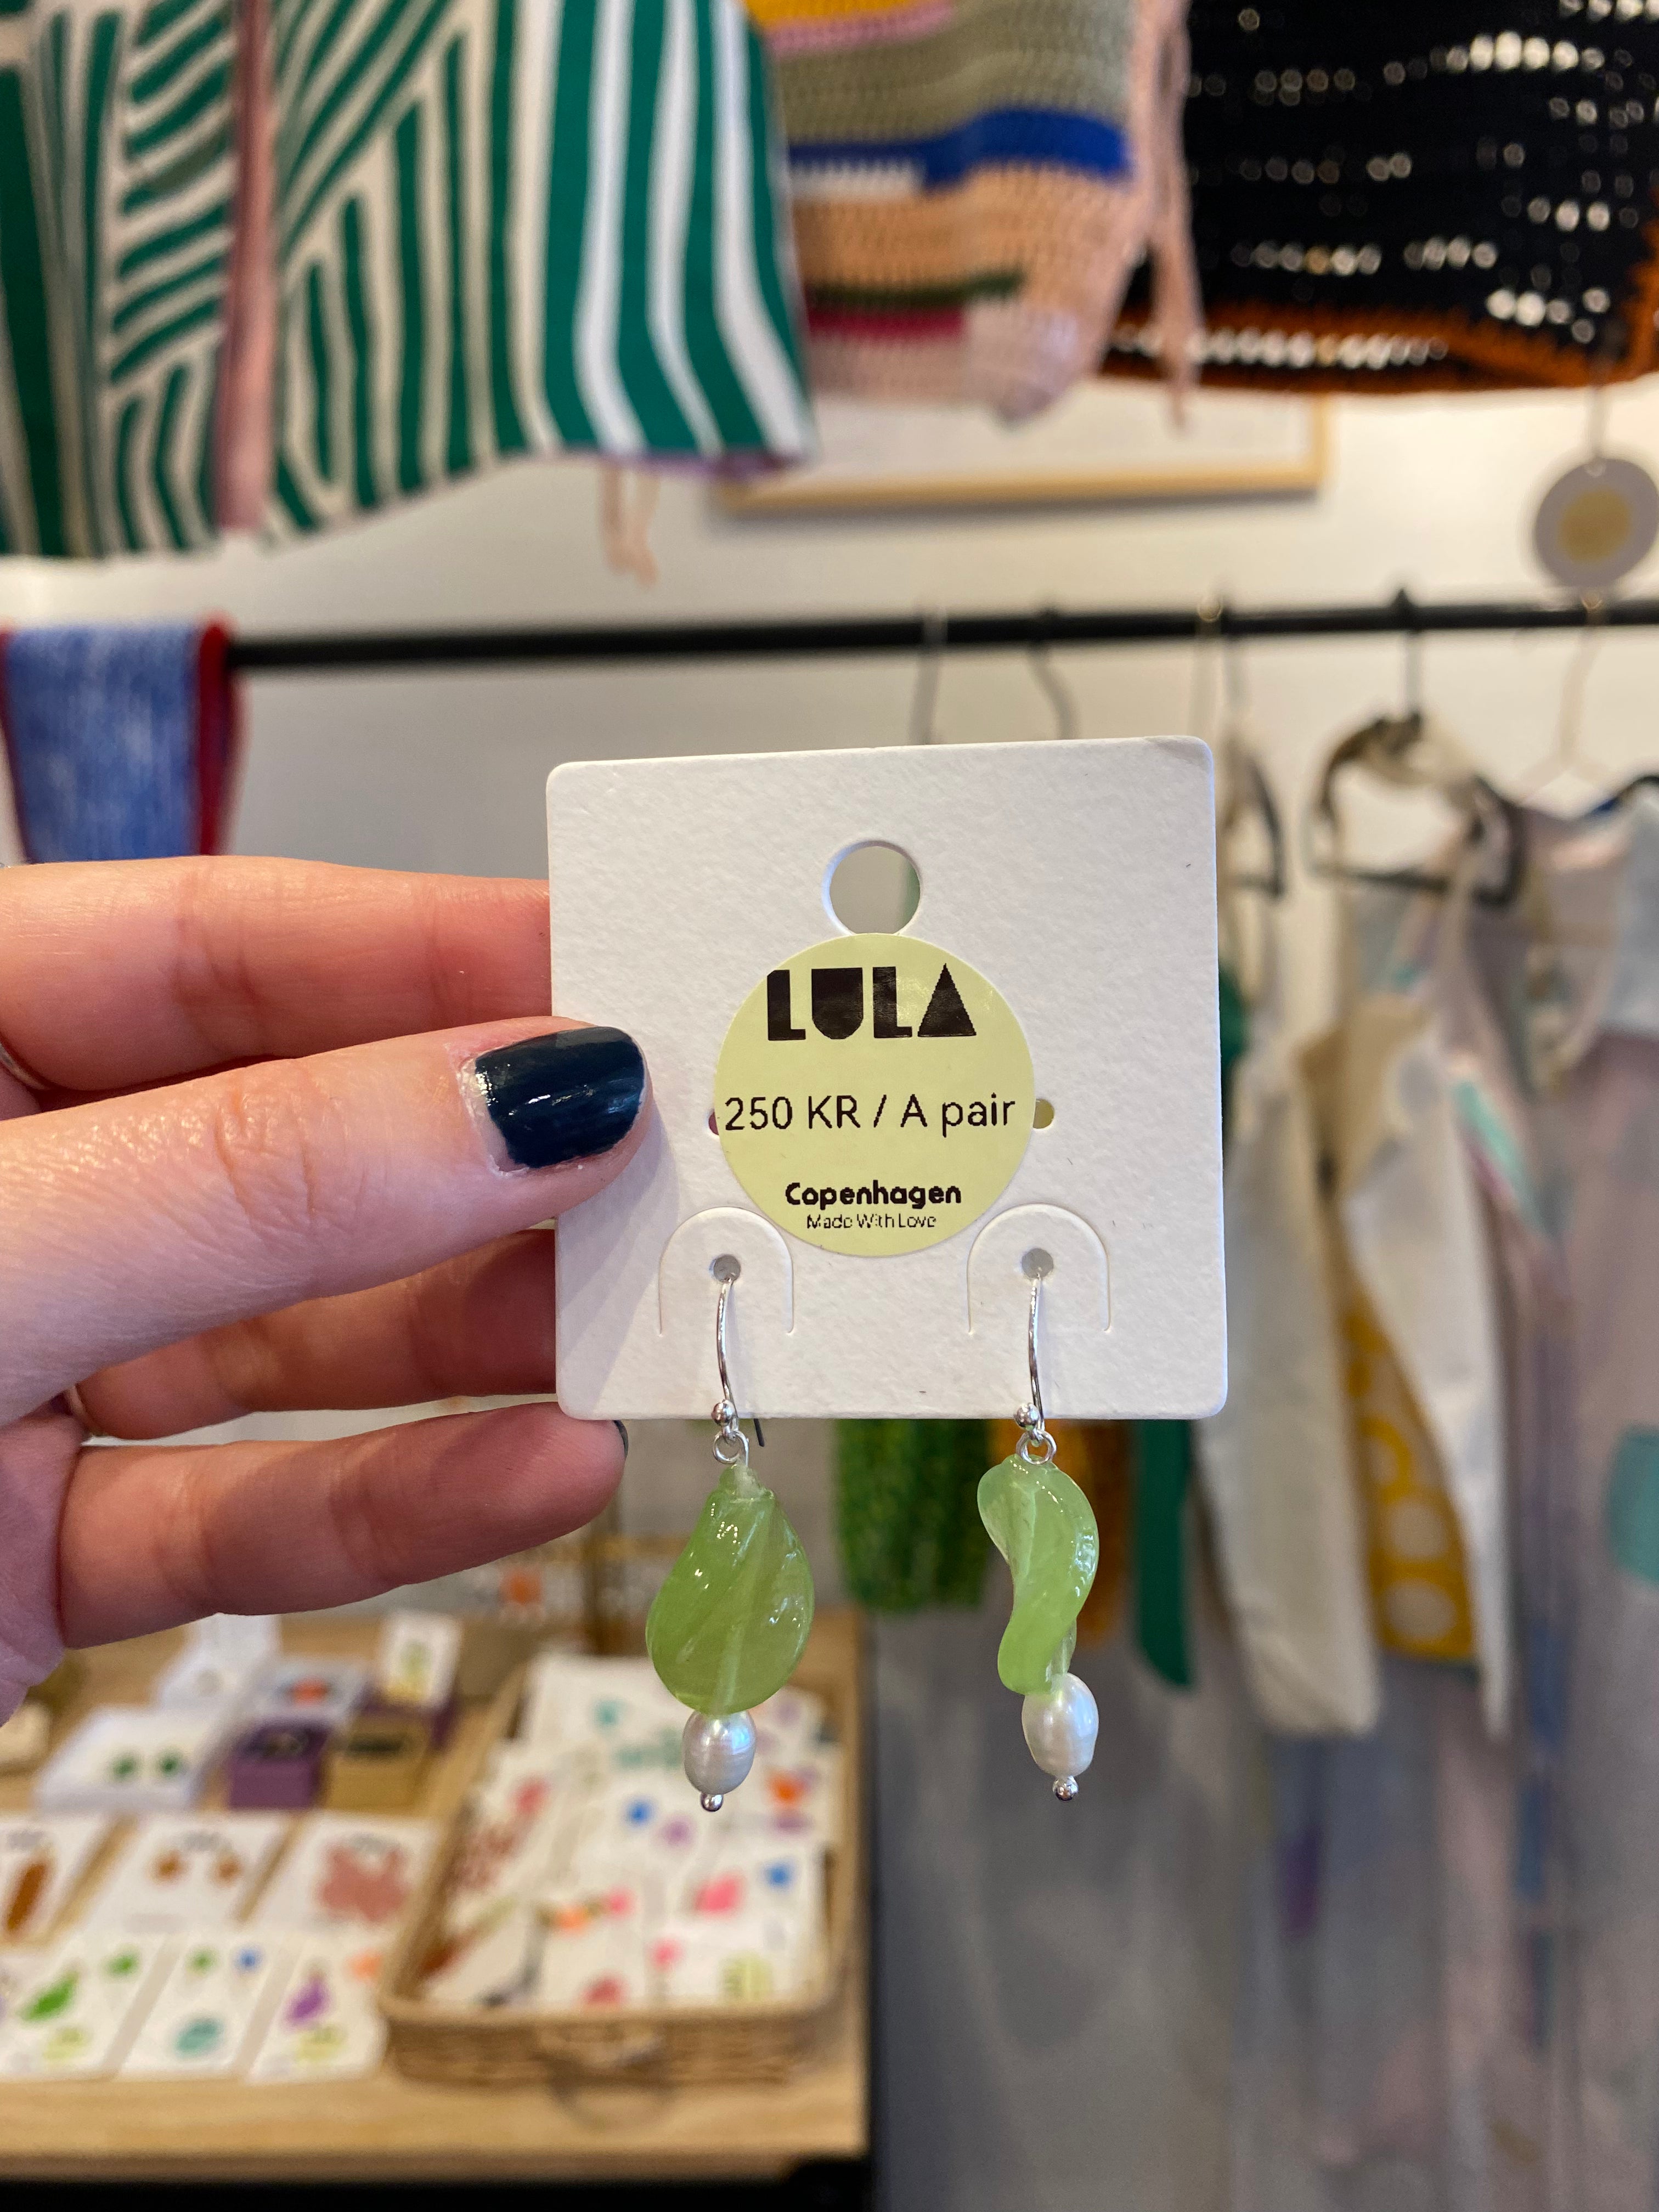 LULA
250 KR / A pair
Copenhagen
Made With Love